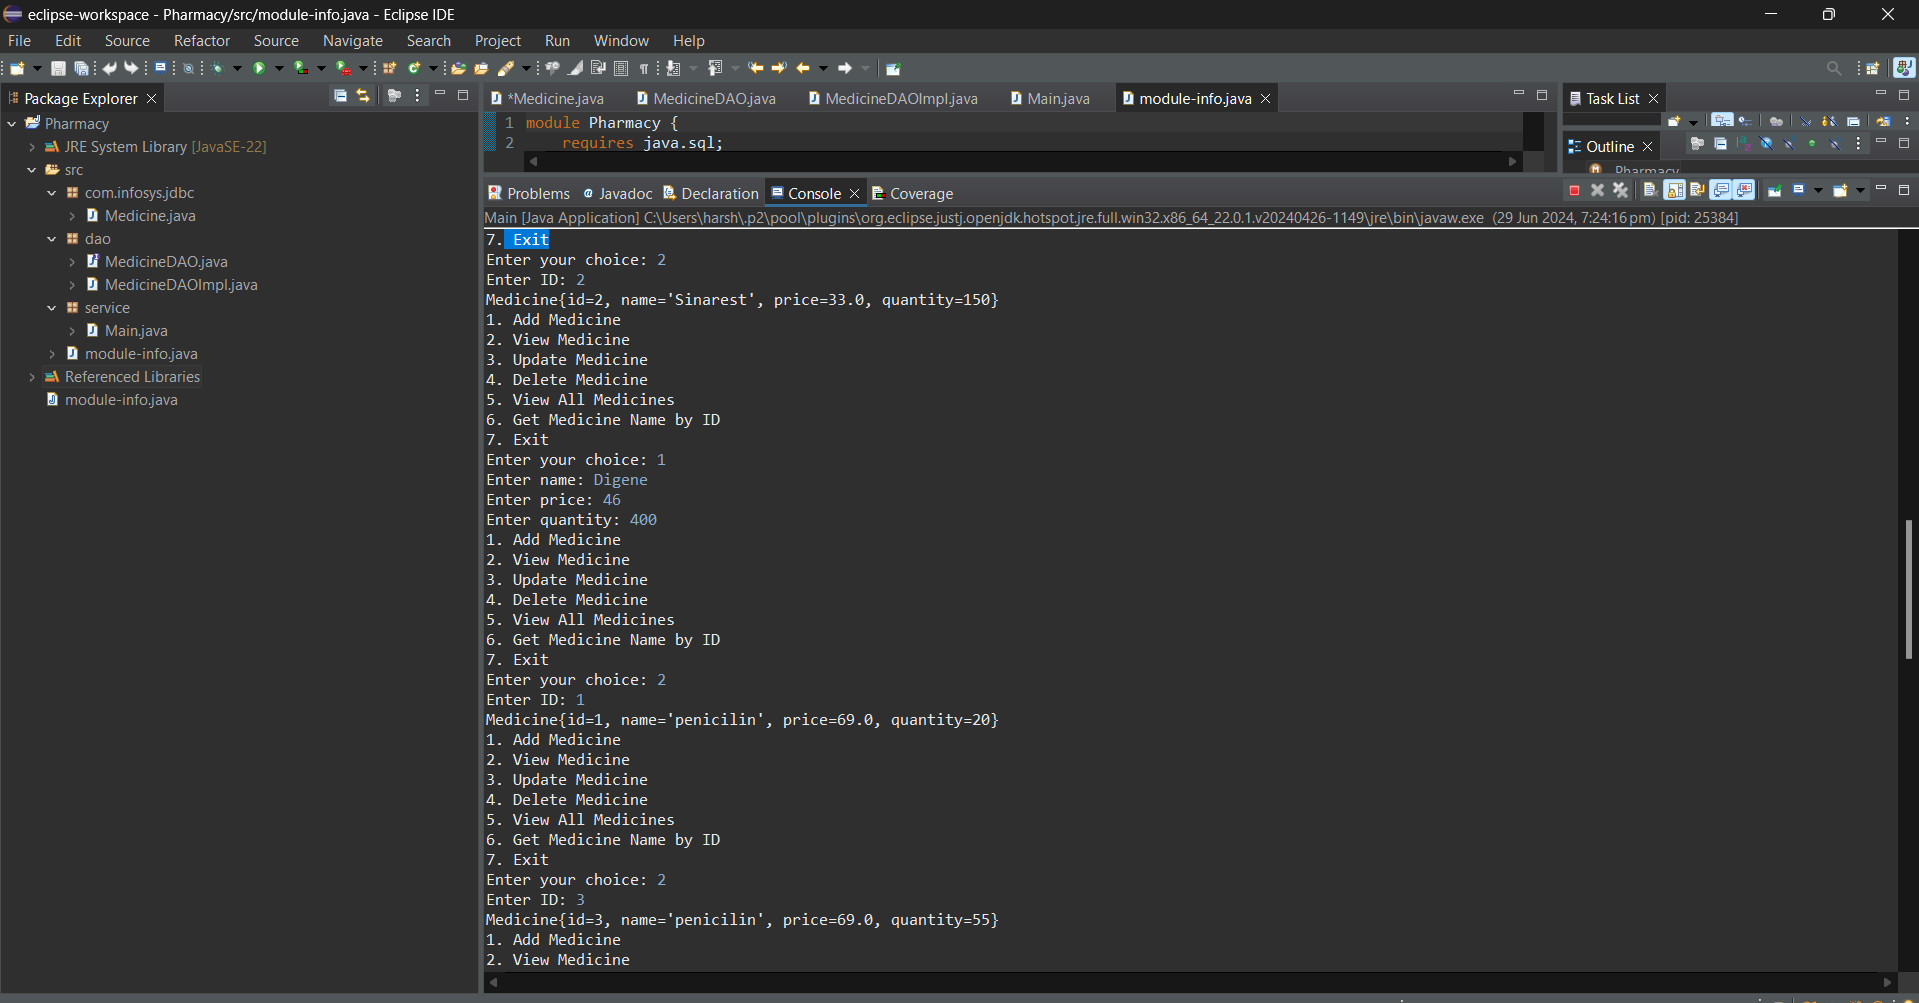 eclipse-workspace - Pharmacy/src/module-info.java - Eclipse IDE
File Edit Source Refactor Source Navigate Search Project Run Window Help
Package Explorer
Pharmacy
JRE System Library [JavaSE-22]
src
com.infosys.jdbc
Medicine.java
dao
MedicineDAO.java
MedicineDAOImpl.java
service
Main.java
module-info.java
Referenced Libraries
module-info.java
*Medicine.java MedicineDAO.java MedicineDAOImpl.java Main.java module-info.java
1 module Pharmacy {
2 requires java.sql;
Task List
Outline
Pharmacy
Problems Javadoc Declaration Console Coverage
Main [Java Application] C:\Users\harsh\.p2\pool\plugins\org.eclipse.justj.openjdk.hotspot.jre.full.win32.x86_64_22.0.1.v20240426-1149\jre\bin\javaw.exe (29 Jun 2024, 7:24:16 pm) [pid: 25384]
7. Exit
Enter your choice: 2
Enter ID: 2
Medicine{id=2, name='Sinarest', price=33.0, quantity=150}
1. Add Medicine
2. View Medicine
3. Update Medicine
4. Delete Medicine
5. View All Medicines
6. Get Medicine Name by ID
7. Exit
Enter your choice: 1
Enter name: Digene
Enter price: 46
Enter quantity: 400
1. Add Medicine
2. View Medicine
3. Update Medicine
4. Delete Medicine
5. View All Medicines
6. Get Medicine Name by ID
7. Exit
Enter your choice: 2
Enter ID: 1
Medicine{id=1, name='penicilin', price=69.0, quantity=20}
1. Add Medicine
2. View Medicine
3. Update Medicine
4. Delete Medicine
5. View All Medicines
6. Get Medicine Name by ID
7. Exit
Enter your choice: 2
Enter ID: 3
Medicine{id=3, name='penicilin', price=69.0, quantity=55}
1. Add Medicine
2. View Medicine